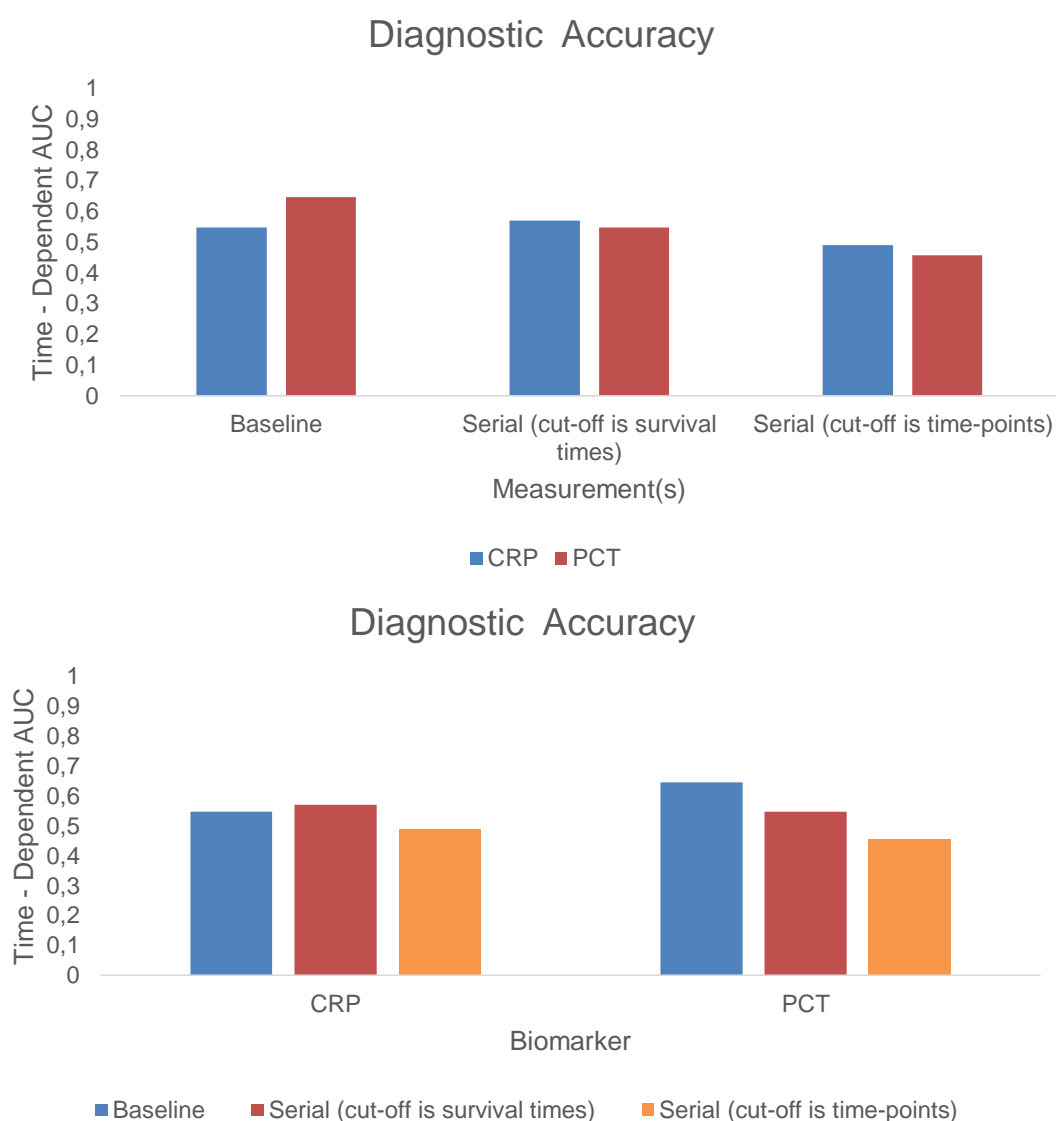 Diagnostic Accuracy
Time - Dependent AUC
1
0,9
0,8
0,7
0,6
0,5
0,4
0,3
0,2
0,1
0
Baseline
Serial (cut-off is survival
times)
Serial (cut-off is time-points)
Measurement(s)
CRP PCT
Diagnostic Accuracy
Time - Dependent AUC
1
0,9
0,8
0,7
0,6
0,5
0,4
0,3
0,2
0,1
0
CRP PCT
Biomarker
Baseline Serial (cut-off is survival times) Serial (cut-off is time-points)